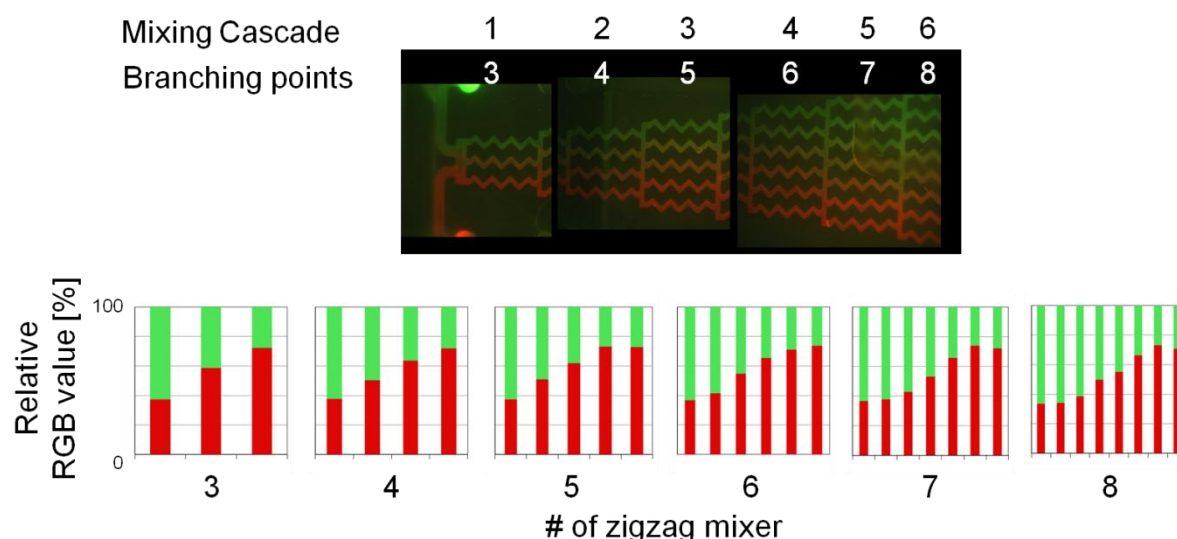 Mixing Cascade 1 2 3 4 5 6
Branching points 3 4 5 6 7 8
Relative
RGB value [%]
100
0
3 4 5 6 7 8
# of zigzag mixer